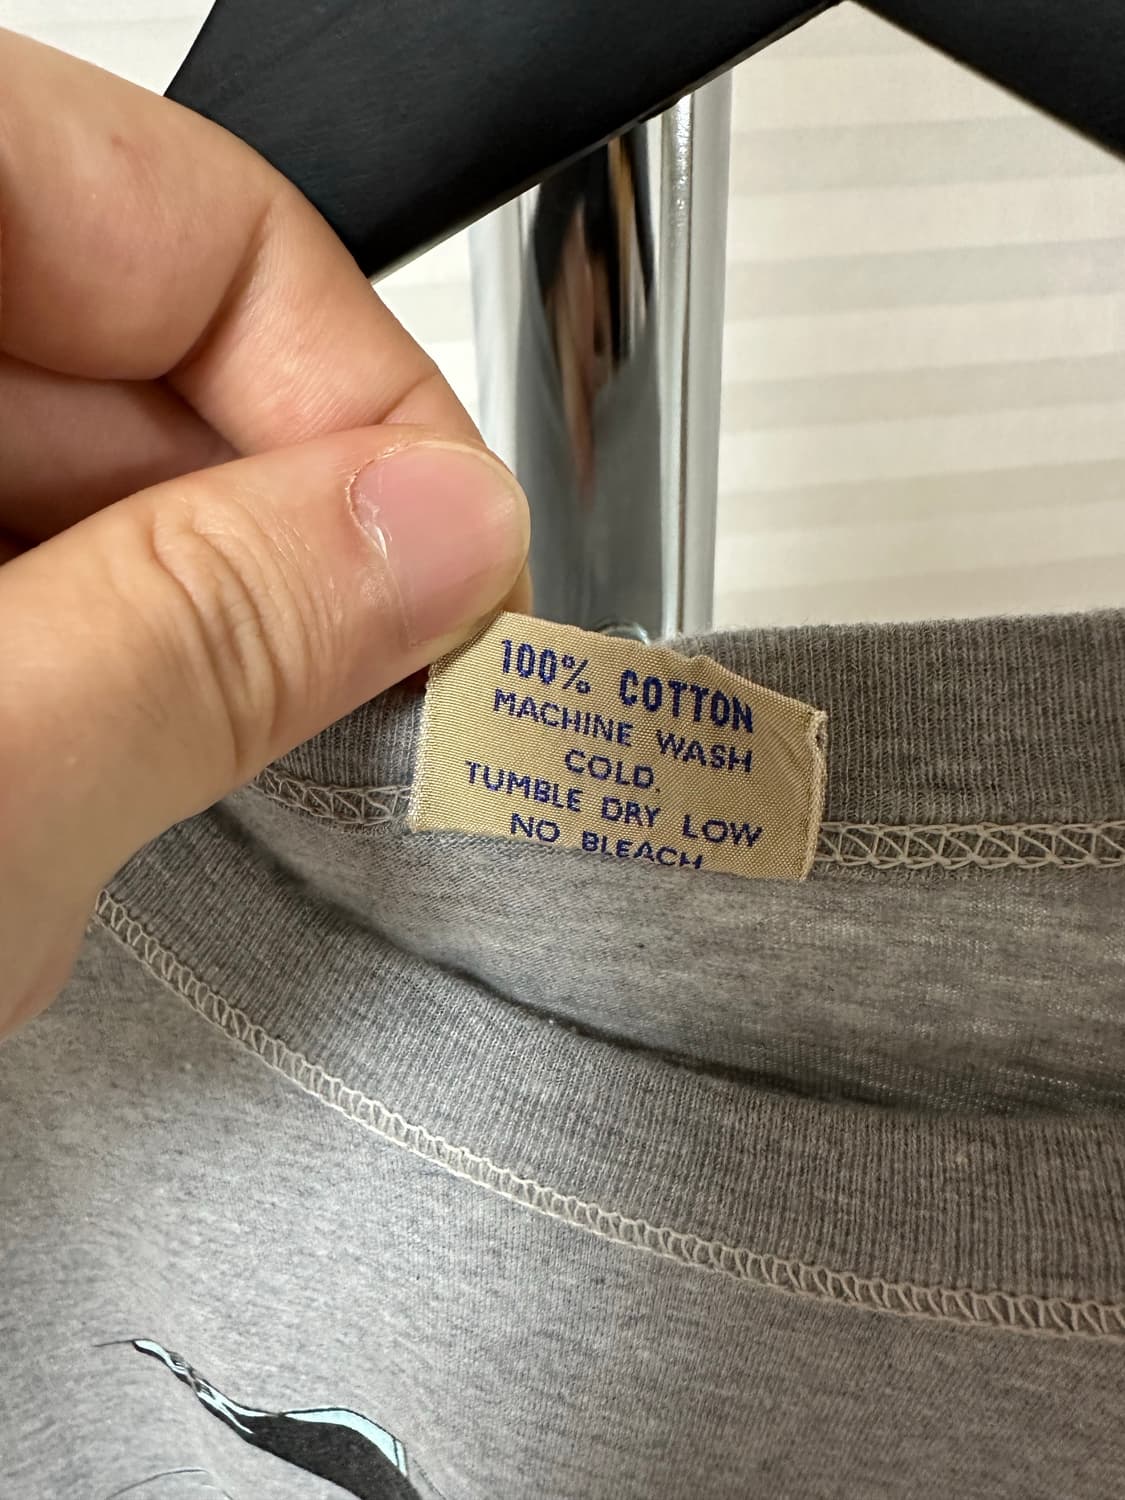 100% COTTON
MACHINE WASH
COLD.
TUMBLE DRY LOW
NO BLEACH